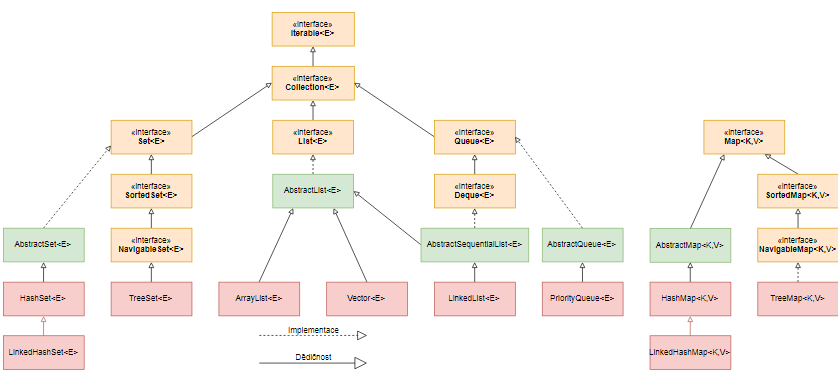 «Interface»
Iterable<E>
«Interface»
Collection<E>
«Interface»
Set<E>
«Interface»
List<E>
«Interface»
Queue<E>
«Interface»
Map<K,V>
«Interface»
SortedSet<E>
AbstractList<E>
«Interface»
Deque<E>
«Interface»
SortedMap<K,V>
AbstractSet<E>
«Interface»
NavigableSet<E>
AbstractSequentialList<E>
AbstractQueue<E>
AbstractMap<K,V>
«Interface»
NavigableMap<K,V>
HashSet<E>
TreeSet<E>
ArrayList<E>
Vector<E>
LinkedList<E>
PriorityQueue<E>
HashMap<K,V>
TreeMap<K,V>
Implementace
LinkedHashSet<E>
Dědičnost
LinkedHashMap<K,V>